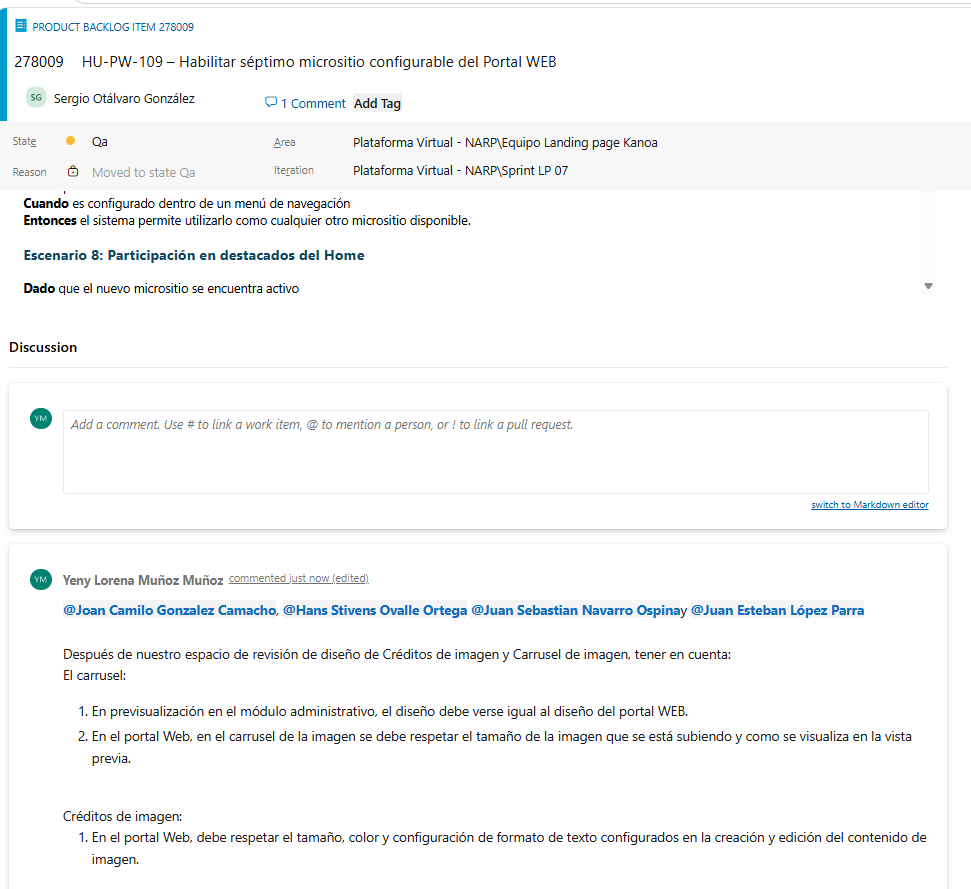 PRODUCT BACKLOG ITEM 278009
278009 HU-PW-109 – Habilitar séptimo micrositio configurable del Portal WEB
SG Sergio Otálvaro González
1 Comment Add Tag
State Qa
Area Plataforma Virtual - NARP\Equipo Landing page Kanoa
Reason Moved to state Qa
Iteration Plataforma Virtual - NARP\Sprint LP 07
Cuando es configurado dentro de un menú de navegación
Entonces el sistema permite utilizarlo como cualquier otro micrositio disponible.
Escenario 8: Participación en destacados del Home
Dado que el nuevo micrositio se encuentra activo
Discussion
YM
Add a comment. Use # to link a work item, @ to mention a person, or ! to link a pull request.
switch to Markdown editor
YM Yeny Lorena Muñoz Muñoz commented just now (edited)
@Joan Camilo Gonzalez Camacho, @Hans Stivens Ovalle Ortega @Juan Sebastian Navarro Ospinay @Juan Esteban López Parra
Después de nuestro espacio de revisión de diseño de Créditos de imagen y Carrusel de imagen, tener en cuenta:
El carrusel:
1. En previsualización en el módulo administrativo, el diseño debe verse igual al diseño del portal WEB.
2. En el portal Web, en el carrusel de la imagen se debe respetar el tamaño de la imagen que se está subiendo y como se visualiza en la vista
previa.
Créditos de imagen:
1. En el portal Web, debe respetar el tamaño, color y configuración de formato de texto configurados en la creación y edición del contenido de
imagen.